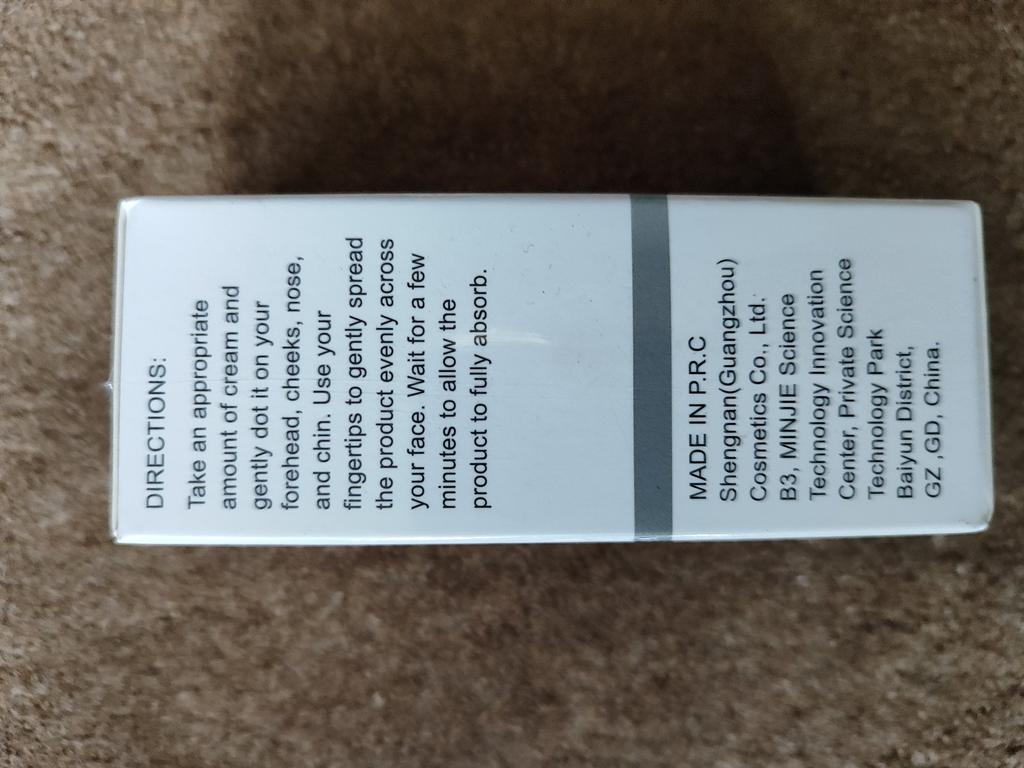 DIRECTIONS:
Take an appropriate
amount of cream and
gently dot it on your
forehead, cheeks, nose,
and chin. Use your
fingertips to gently spread
the product evenly across
your face. Wait for a few
minutes to allow the
product to fully absorb.
MADE IN P.R.C
Shengnan(Guangzhou)
Cosmetics Co., Ltd.
B3, MINJIE Science
Technology Innovation
Center, Private Science
Technology Park
Baiyun District,
GZ ,GD, China.